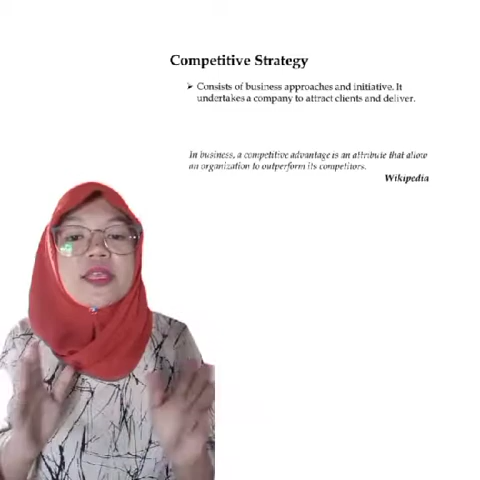 Competitive Strategy
➤ Consists of business approaches and initiative. It
undertakes a company to attract clients and deliver.
In business, a competitive advantage is an attribute that allow
an organization to outperform its competitors.
Wikipedia